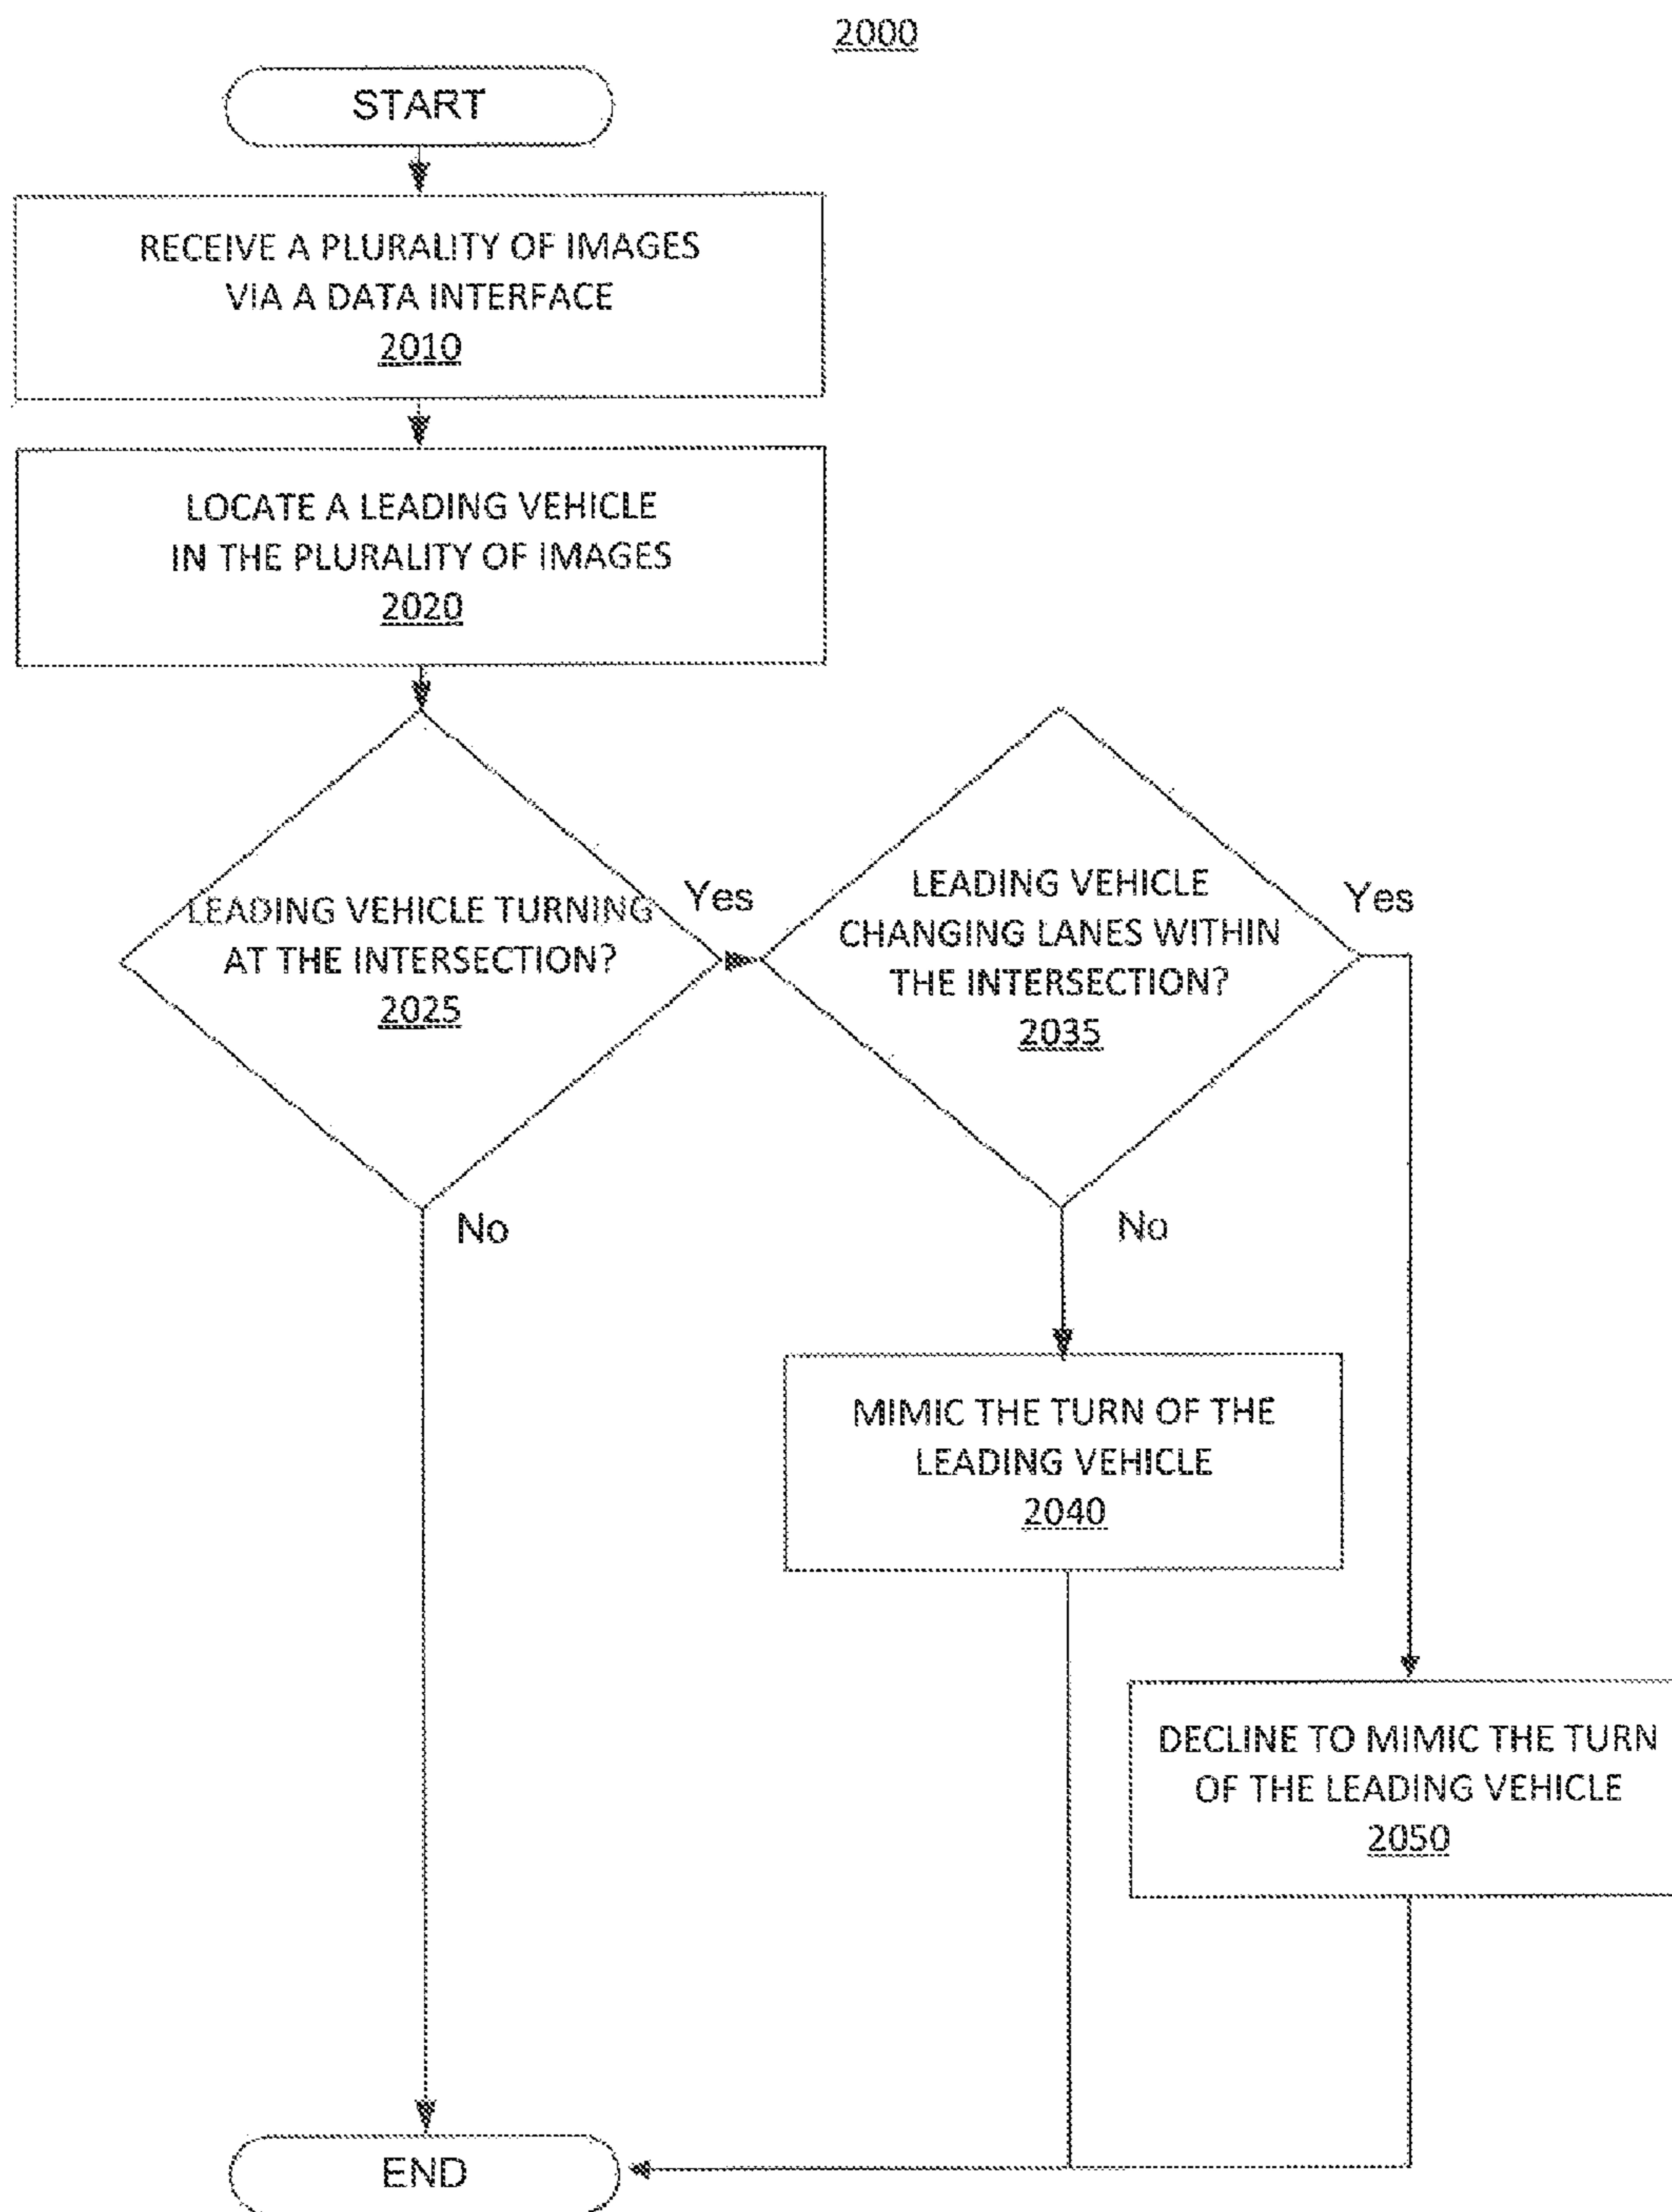 2000
START
RECEIVE A PLURALITY OF IMAGES
VIA A DATA INTERFACE
2010
LOCATE A LEADING VEHICLE
IN THE PLURALITY OF IMAGES
2020
LEADING VEHICLE TURNING
AT THE INTERSECTION?
2025
Yes
No
LEADING VEHICLE
CHANGING LANES WITHIN
THE INTERSECTION?
2035
Yes
No
MIMIC THE TURN OF THE
LEADING VEHICLE
2040
DECLINE TO MIMIC THE TURN
OF THE LEADING VEHICLE
2050
END